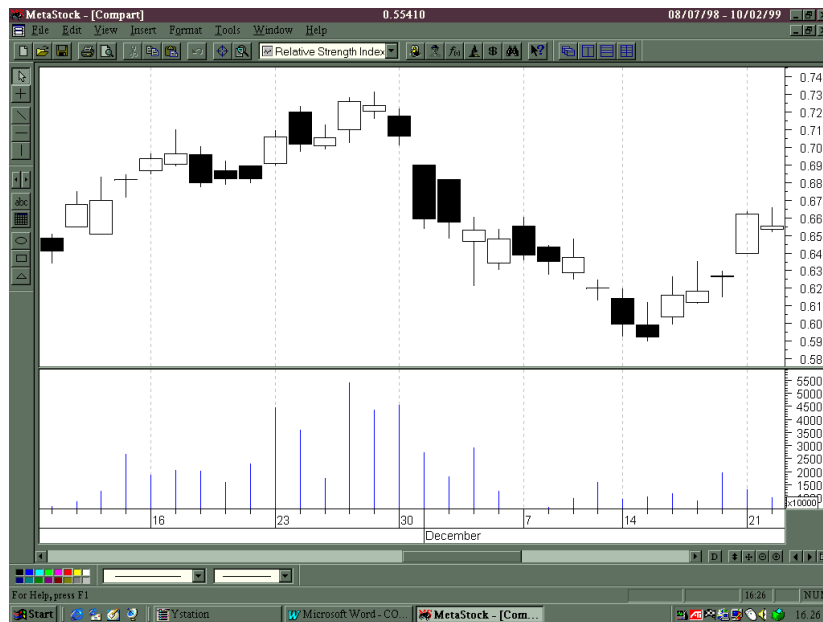 MetaStock - [Compart] 0.55410 08/07/98 - 10/02/99
File Edit View Insert Format Tools Window Help
Relative Strength Index
abc
0.74
0.73
0.72
0.71
0.70
0.69
0.68
0.67
0.66
0.65
0.64
0.63
0.62
0.61
0.60
0.59
0.58
5500
5000
4500
4000
3500
3000
2500
2000
1500
x10000
16 23 30 7 14 21
December
D
For Help, press F1 16:26 NU
Start Ystation Microsoft Word - CO... MetaStock - [Com... 16.26